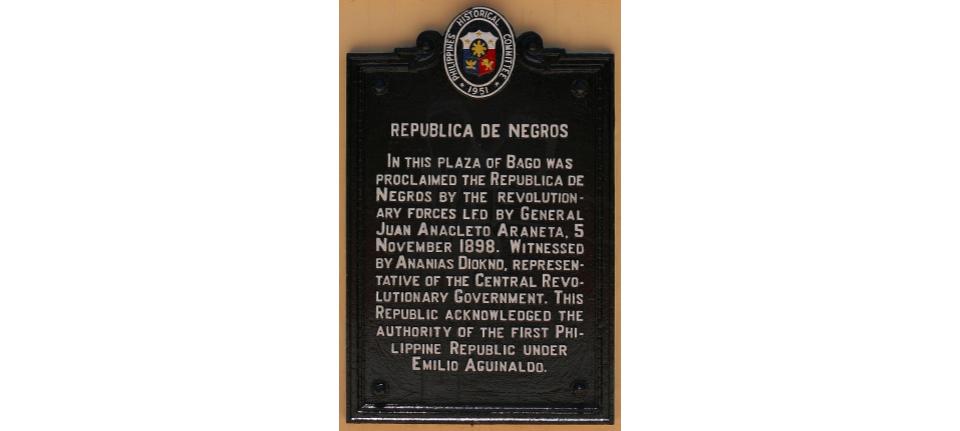 PHILIPPINES HISTORICAL COMMITTEE
1951
REPUBLICA DE NEGROS
IN THIS PLAZA OF BAGO WAS
PROCLAIMED THE REPUBLICA DE
NEGROS BY THE REVOLUTION-
ARY FORCES LED BY GENERAL
JUAN ANACLETO ARANETA, 5
NOVEMBER 1898. WITNESSED
BY ANANIAS DIOKNO, REPRESEN-
TATIVE OF THE CENTRAL REVO-
LUTIONARY GOVERNMENT. THIS
REPUBLIC ACKNOWLEDGED THE
AUTHORITY OF THE FIRST PHI-
LIPPINE REPUBLIC UNDER
EMILIO AGUINALDO.